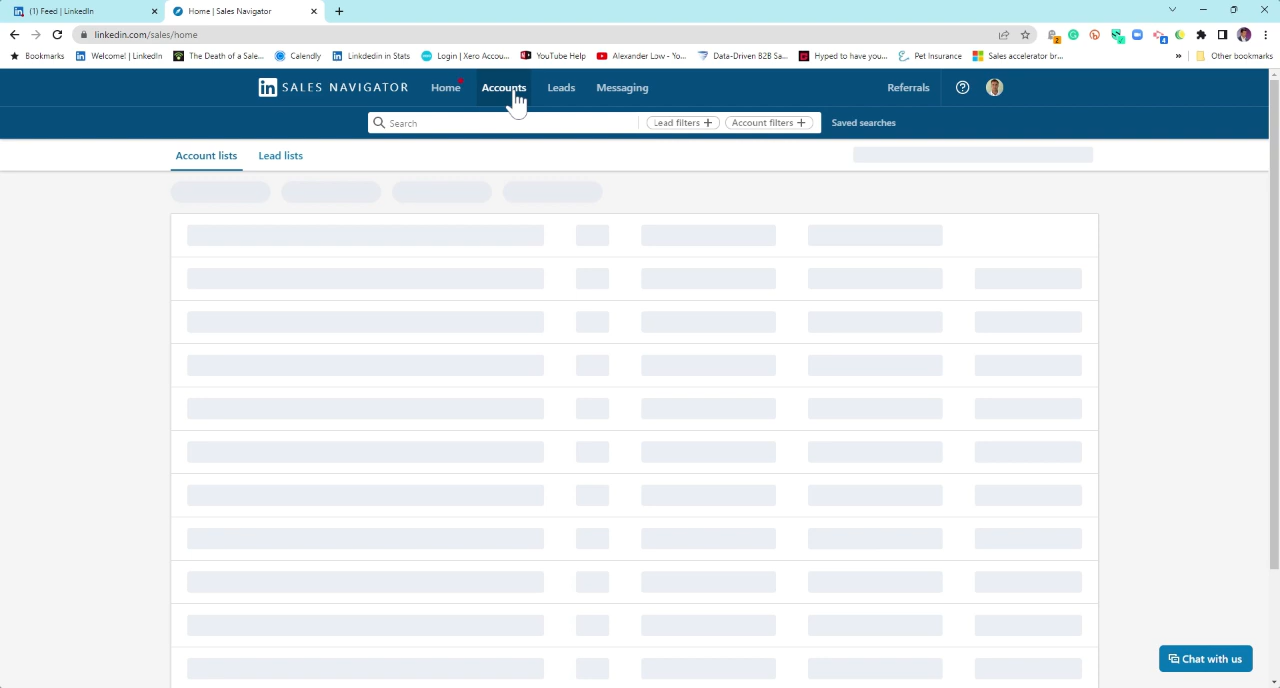 (1) Feed | LinkedIn
Home | Sales Navigator
linkedin.com/sales/home
Bookmarks
Welcome! | LinkedIn
The Death of a Sale...
Calendly
Linkedin in Stats
Login | Xero Accou...
YouTube Help
Alexander Low - Yo...
Data-Driven B2B Sa...
Hyped to have you...
Pet Insurance
Sales accelerator br...
»
Other bookmarks
in SALES NAVIGATOR
Home
Accounts
Leads
Messaging
Referrals
Search
Lead filters +
Account filters +
Saved searches
Account lists
Lead lists
Chat with us